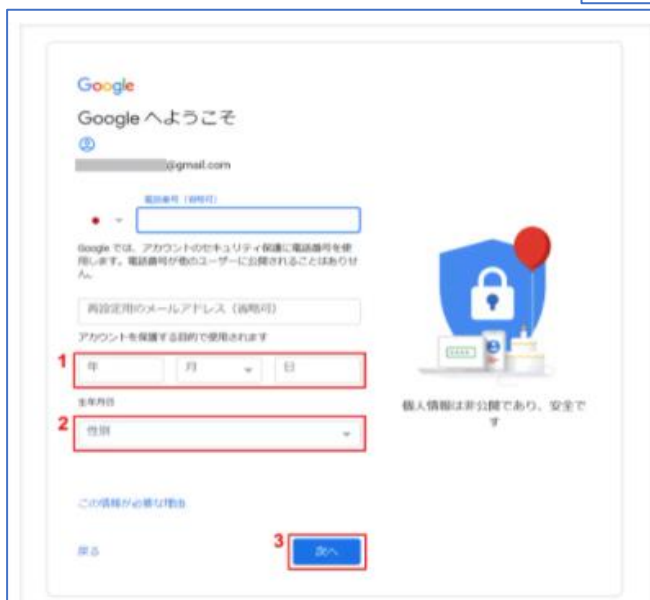 Google
Google へようこそ
@gmail.com
電話番号（省略可）
Google では、アカウントのセキュリティ保護に電話番号を使
用します。電話番号が他のユーザーに公開されることはありませ
ん。
再設定用のメールアドレス（省略可）
アカウントを保護する目的で使用されます
1 年 月 日
生年月日
2 性別
この情報が必要な理由
戻る
3 次へ
個人情報は非公開であり、安全で
す